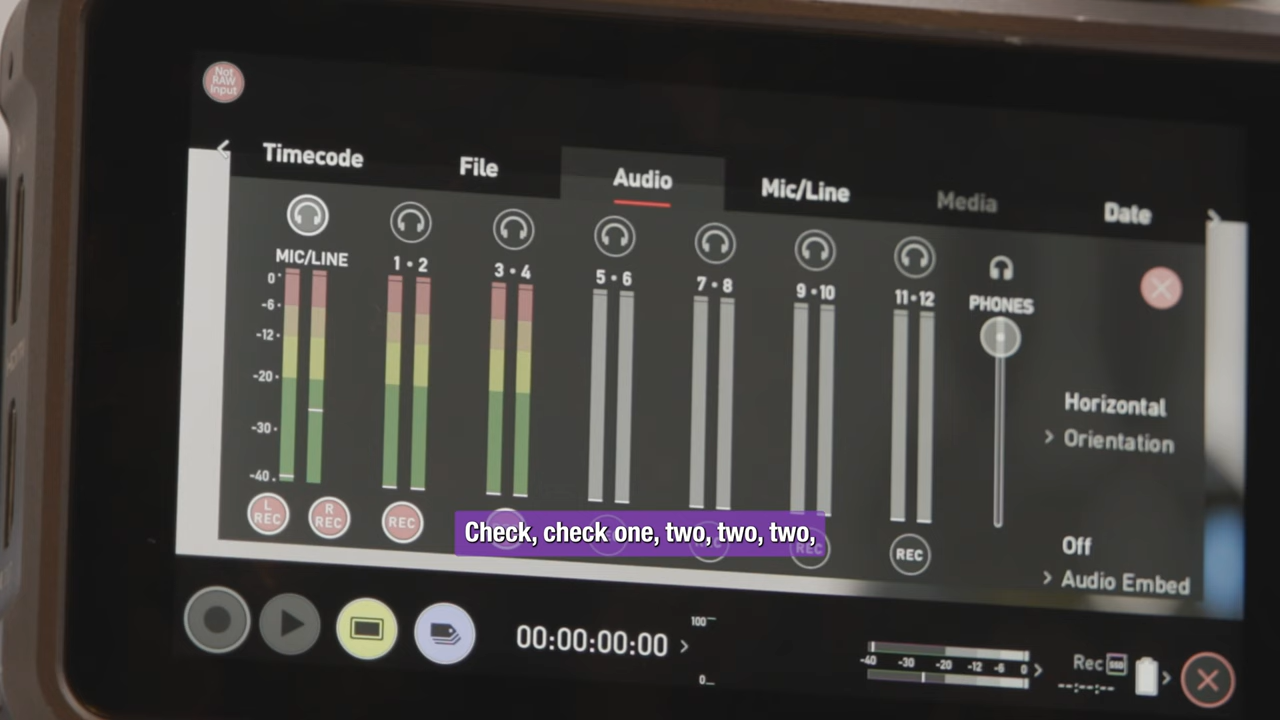 Not
RAW
Input
Timecode
File
Audio
Mic/Line
Media
Date
MIC/LINE
1 • 2
3 • 4
5 • 6
7 • 8
9 • 10
11 • 12
PHONES
0
-6
-12
-20
-30
-40
L
REC
R
REC
REC
REC
REC
REC
Horizontal
> Orientation
Off
> Audio Embed
Check, check one, two, two, two,
00:00:00:00 >
100
0
-40 -30 -20 -12 -6 0 >
Rec
--:--:--